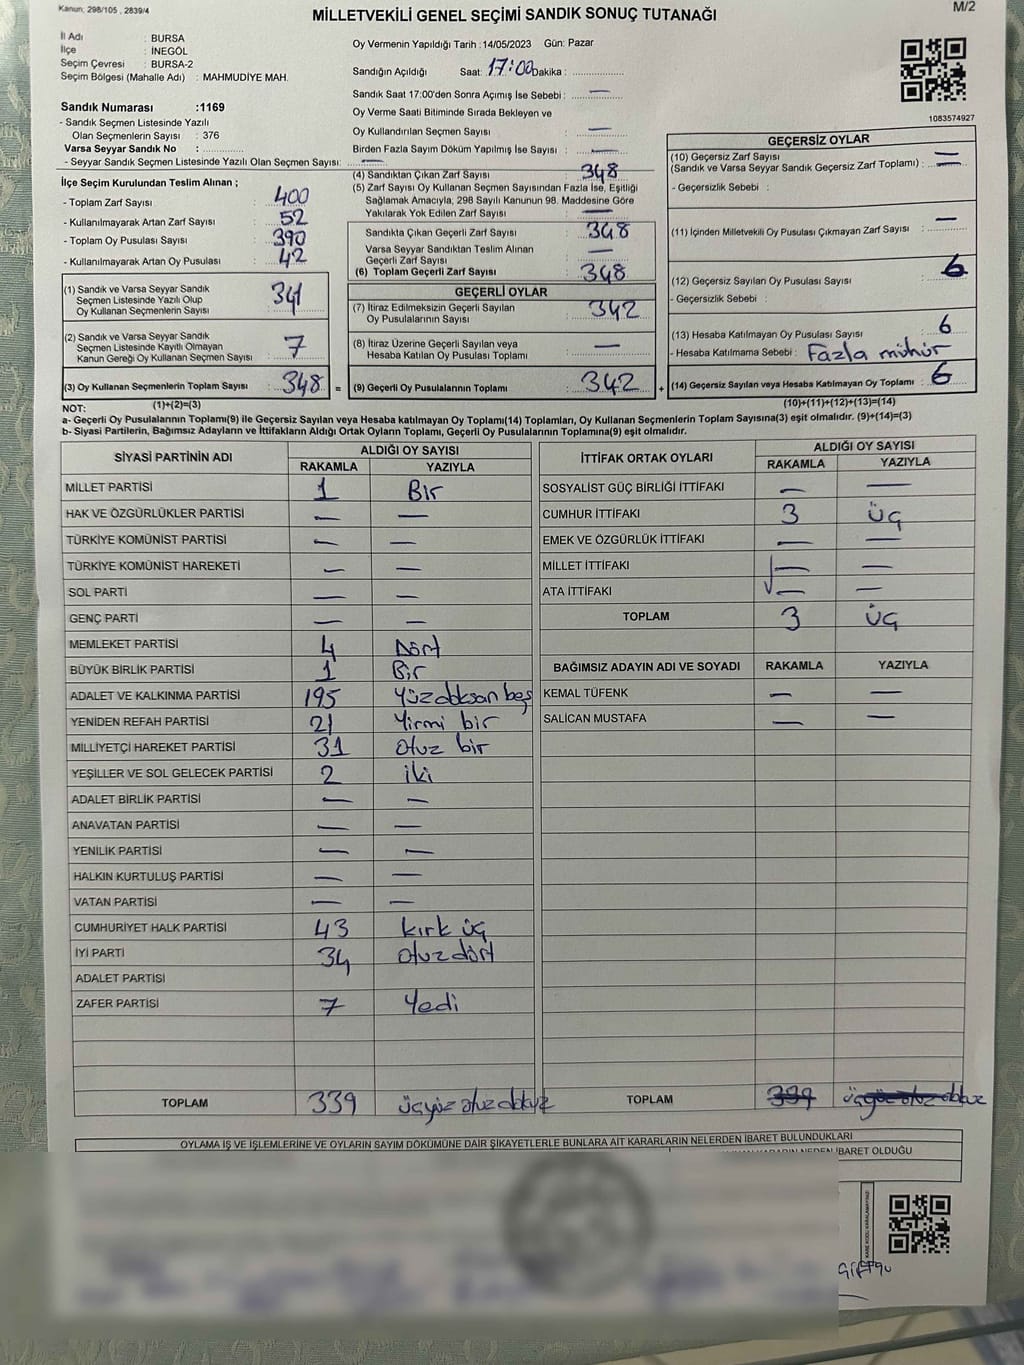 Kanun; 298/105 , 2839/4
M/2
MİLLETVEKİLİ GENEL SEÇİMİ SANDIK SONUÇ TUTANAĞI
İl Adı : BURSA
İlçe : İNEGÖL
Seçim Çevresi : BURSA-2
Seçim Bölgesi (Mahalle Adı) : MAHMUDİYE MAH.
Sandık Numarası :1169
- Sandık Seçmen Listesinde Yazılı
Olan Seçmenlerin Sayısı : 376
Varsa Seyyar Sandık No :
- Seyyar Sandık Seçmen Listesinde Yazılı Olan Seçmen Sayısı: —
Oy Vermenin Yapıldığı Tarih :14/05/2023 Gün: Pazar
Sandığın Açıldığı Saat: 17:00 Dakika :
Sandık Saat 17:00'den Sonra Açılmış İse Sebebi : —
Oy Verme Saati Bitiminde Sırada Bekleyen ve
Oy Kullandırılan Seçmen Sayısı : —
Birden Fazla Sayım Döküm Yapılmış İse Sayısı : —
1083574927
İlçe Seçim Kurulundan Teslim Alınan ;
- Toplam Zarf Sayısı : 400
- Kullanılmayarak Artan Zarf Sayısı : 52
- Toplam Oy Pusulası Sayısı : 390
- Kullanılmayarak Artan Oy Pusulası : 42
(1) Sandık ve Varsa Seyyar Sandık
Seçmen Listesinde Yazılı Olup
Oy Kullanan Seçmenlerin Sayısı : 341
(2) Sandık ve Varsa Seyyar Sandık
Seçmen Listesinde Kayıtlı Olmayan
Kanun Gereği Oy Kullanan Seçmen Sayısı : 7
(3) Oy Kullanan Seçmenlerin Toplam Sayısı : 348 =
(4) Sandıktan Çıkan Zarf Sayısı : 348
(5) Zarf Sayısı Oy Kullanan Seçmen Sayısından Fazla İse, Eşitliği
Sağlamak Amacıyla, 298 Sayılı Kanunun 98. Maddesine Göre
Yakılarak Yok Edilen Zarf Sayısı : —
Sandıkta Çıkan Geçerli Zarf Sayısı : 348
Varsa Seyyar Sandıktan Teslim Alınan
Geçerli Zarf Sayısı : —
(6) Toplam Geçerli Zarf Sayısı : 348
GEÇERLİ OYLAR
(7) İtiraz Edilmeksizin Geçerli Sayılan
Oy Pusulalarının Sayısı : 342
(8) İtiraz Üzerine Geçerli Sayılan veya
Hesaba Katılan Oy Pusulası Toplamı : —
(9) Geçerli Oy Pusulalarının Toplamı : 342 +
GEÇERSİZ OYLAR
(10) Geçersiz Zarf Sayısı : —
(Sandık ve Varsa Seyyar Sandık Geçersiz Zarf Toplamı) : —
- Geçersizlik Sebebi :
(11) İçinden Milletvekili Oy Pusulası Çıkmayan Zarf Sayısı : —
(12) Geçersiz Sayılan Oy Pusulası Sayısı : 6
- Geçersizlik Sebebi :
(13) Hesaba Katılmayan Oy Pusulası Sayısı : 6
- Hesaba Katılmama Sebebi : Fazla mühür
(14) Geçersiz Sayılan veya Hesaba Katılmayan Oy Toplamı : 6
(1)+(2)=(3)
(10)+(11)+(12)+(13)=(14)
NOT:
a- Geçerli Oy Pusulalarının Toplamı(9) ile Geçersiz Sayılan veya Hesaba katılmayan Oy Toplamı(14) Toplamları, Oy Kullanan Seçmenlerin Toplam Sayısına(3) eşit olmalıdır. (9)+(14)=(3)
b- Siyasi Partilerin, Bağımsız Adayların ve İttifakların Aldığı Ortak Oyların Toplamı, Geçerli Oy Pusulalarının Toplamına(9) eşit olmalıdır.
SİYASİ PARTİNİN ADI ALDIĞI OY SAYISI
RAKAMLA YAZIYLA
MİLLET PARTİSİ 1 Bir
HAK VE ÖZGÜRLÜKLER PARTİSİ — —
TÜRKİYE KOMÜNİST PARTİSİ — —
TÜRKİYE KOMÜNİST HAREKETİ — —
SOL PARTİ — —
GENÇ PARTİ — —
MEMLEKET PARTİSİ 4 Dört
BÜYÜK BİRLİK PARTİSİ 1 Bir
ADALET VE KALKINMA PARTİSİ 195 Yüzdoksan beş
YENİDEN REFAH PARTİSİ 21 Yirmi bir
MİLLİYETÇİ HAREKET PARTİSİ 31 otuz bir
YEŞİLLER VE SOL GELECEK PARTİSİ 2 iki
ADALET BİRLİK PARTİSİ — —
ANAVATAN PARTİSİ — —
YENİLİK PARTİSİ — —
HALKIN KURTULUŞ PARTİSİ — —
VATAN PARTİSİ — —
CUMHURİYET HALK PARTİSİ 43 kırk üç
İYİ PARTİ 34 otuzdört
ADALET PARTİSİ
ZAFER PARTİSİ 7 Yedi
TOPLAM 339 üçyüz otuz dokuz
İTTİFAK ORTAK OYLARI ALDIĞI OY SAYISI
RAKAMLA YAZIYLA
SOSYALİST GÜÇ BİRLİĞİ İTTİFAKI — —
CUMHUR İTTİFAKI 3 üç
EMEK VE ÖZGÜRLÜK İTTİFAKI — —
MİLLET İTTİFAKI — —
ATA İTTİFAKI — —
TOPLAM 3 üç
BAĞIMSIZ ADAYIN ADI VE SOYADI RAKAMLA YAZIYLA
KEMAL TÜFENK — —
SALİCAN MUSTAFA — —
TOPLAM 339 üçyüz otuz dokuz
OYLAMA İŞ VE İŞLEMLERİNE VE OYLARIN SAYIM DÖKÜMÜNE DAİR ŞİKAYETLERLE BUNLARA AİT KARARLARIN NELERDEN İBARET BULUNDUKLARI
NEDEN İBARET OLDUĞU